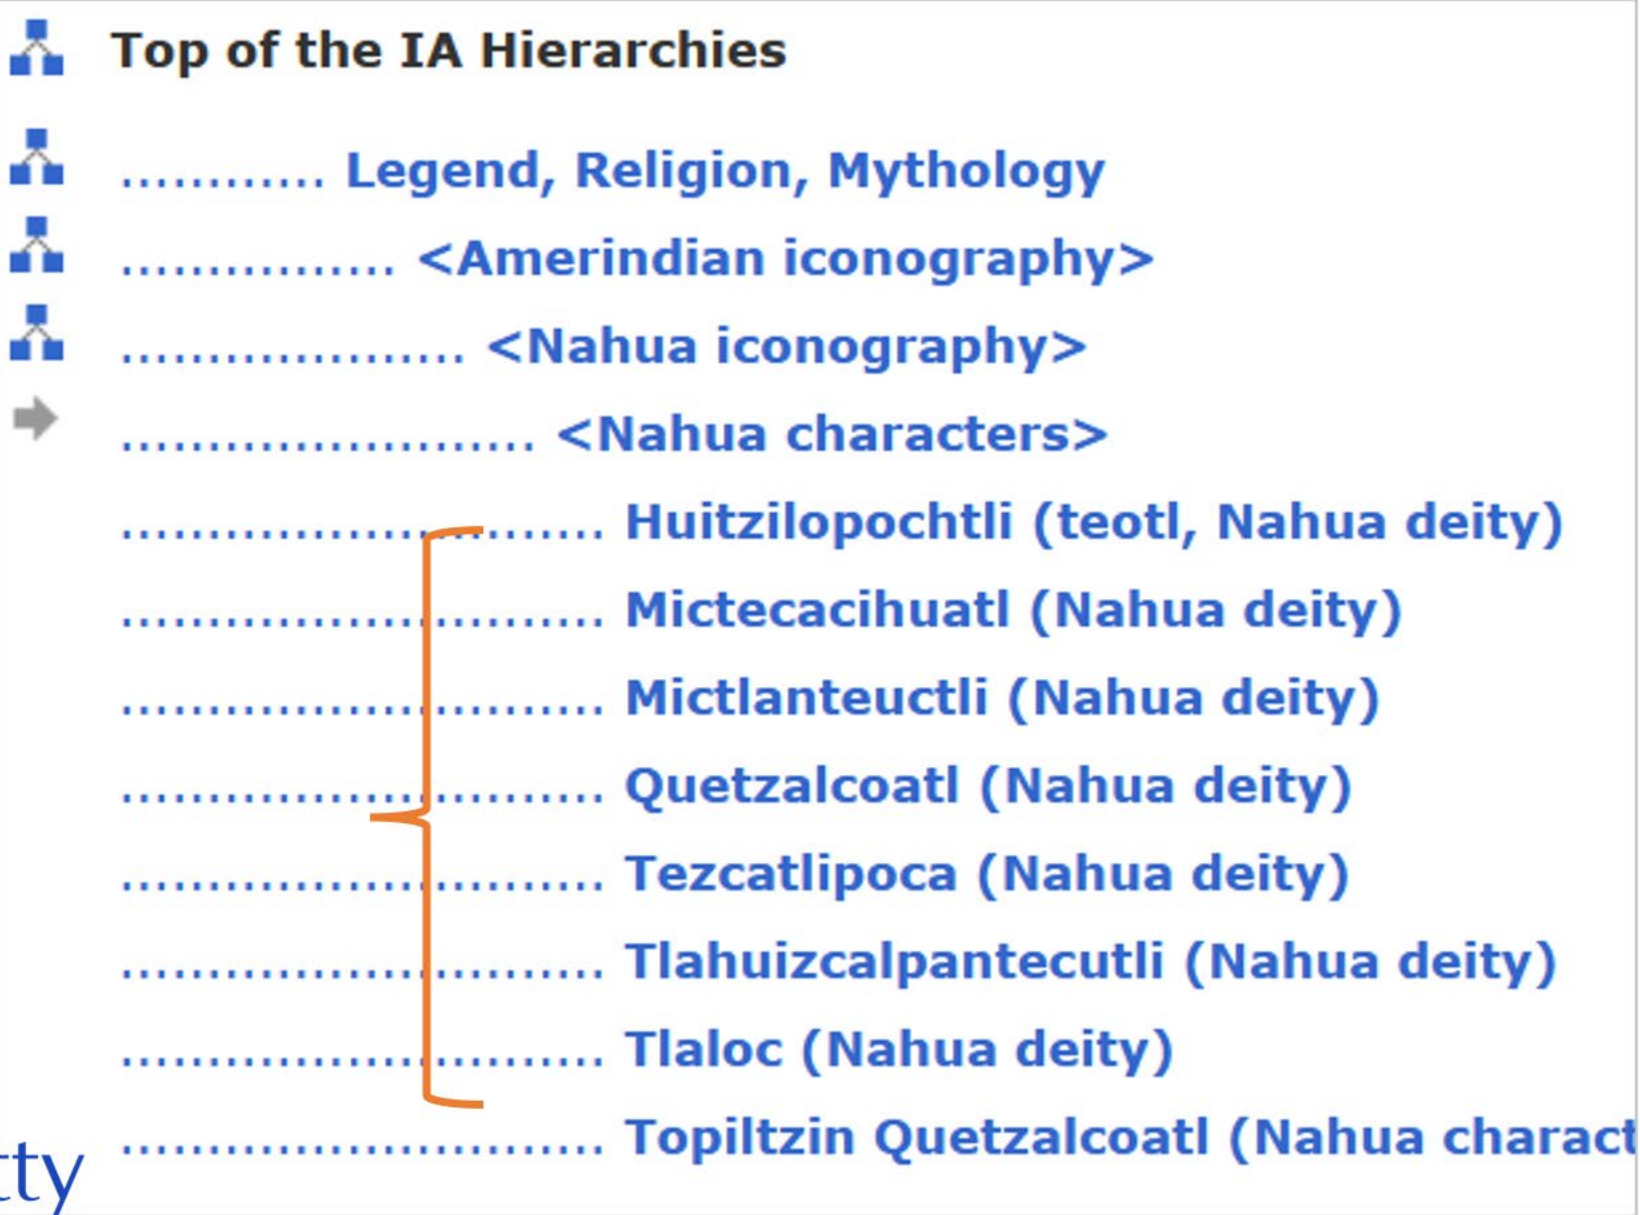 Top of the IA Hierarchies
............ Legend, Religion, Mythology
................ <Amerindian iconography>
.................... <Nahua iconography>
........................ <Nahua characters>
............................ Huitzilopochtli (teotl, Nahua deity)
............................ Mictecacihuatl (Nahua deity)
............................ Mictlanteuctli (Nahua deity)
............................ Quetzalcoatl (Nahua deity)
............................ Tezcatlipoca (Nahua deity)
............................ Tlahuizcalpantecutli (Nahua deity)
............................ Tlaloc (Nahua deity)
............................ Topiltzin Quetzalcoatl (Nahua charact
tty